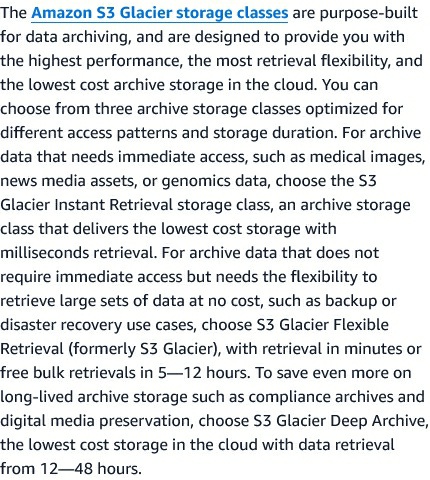 The Amazon S3 Glacier storage classes are purpose-built
for data archiving, and are designed to provide you with
the highest performance, the most retrieval flexibility, and
the lowest cost archive storage in the cloud. You can
choose from three archive storage classes optimized for
different access patterns and storage duration. For archive
data that needs immediate access, such as medical images,
news media assets, or genomics data, choose the S3
Glacier Instant Retrieval storage class, an archive storage
class that delivers the lowest cost storage with
milliseconds retrieval. For archive data that does not
require immediate access but needs the flexibility to
retrieve large sets of data at no cost, such as backup or
disaster recovery use cases, choose S3 Glacier Flexible
Retrieval (formerly S3 Glacier), with retrieval in minutes or
free bulk retrievals in 5—12 hours. To save even more on
long-lived archive storage such as compliance archives and
digital media preservation, choose S3 Glacier Deep Archive,
the lowest cost storage in the cloud with data retrieval
from 12—48 hours.